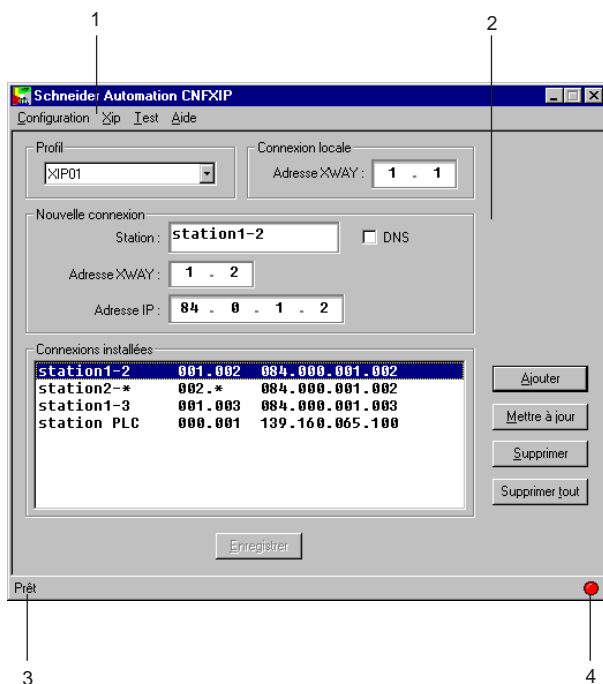 1
2
Schneider Automation CNFXIP
Configuration Xip Test Aide
Profil
XIP01
Connexion locale
Adresse XWAY : 1 . 1
Nouvelle connexion
Station : station1-2
DNS
Adresse XWAY : 1 . 2
Adresse IP : 84 . 0 . 1 . 2
Connexions installées
station1-2 001.002 084.000.001.002
station2-* 002.* 084.000.001.002
station1-3 001.003 084.000.001.003
station PLC 000.001 139.160.065.100
Ajouter
Mettre à jour
Supprimer
Supprimer tout
Enregistrer
Prêt
3
4